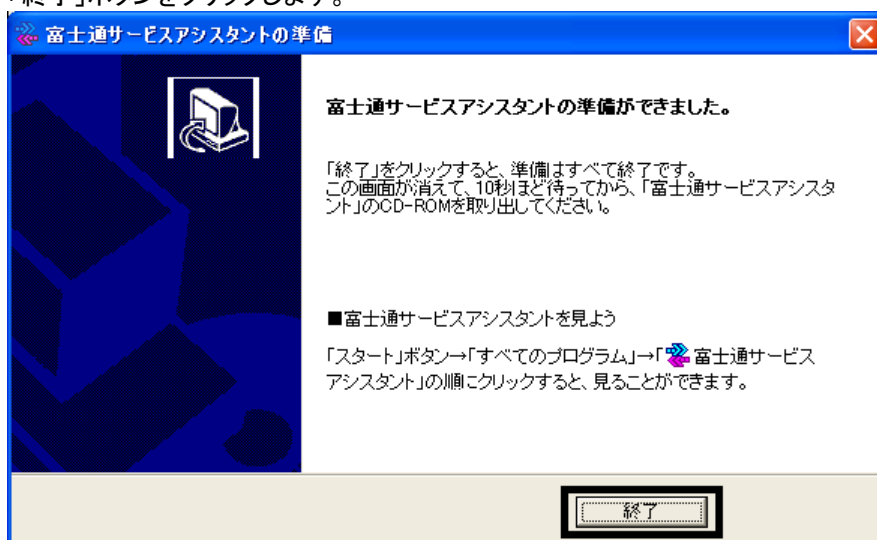 「終了」ボタンをクリックします。
富士通サービスアシスタントの準備
富士通サービスアシスタントの準備ができました。
「終了」をクリックすると、準備はすべて終了です。
この画面が消えて、10秒ほど待ってから、「富士通サービスアシスタ
ント」のCD-ROMを取り出してください。
■富士通サービスアシスタントを見よう
「スタート」ボタン→「すべてのプログラム」→「富士通サービス
アシスタント」の順にクリックすると、見ることができます。
終了